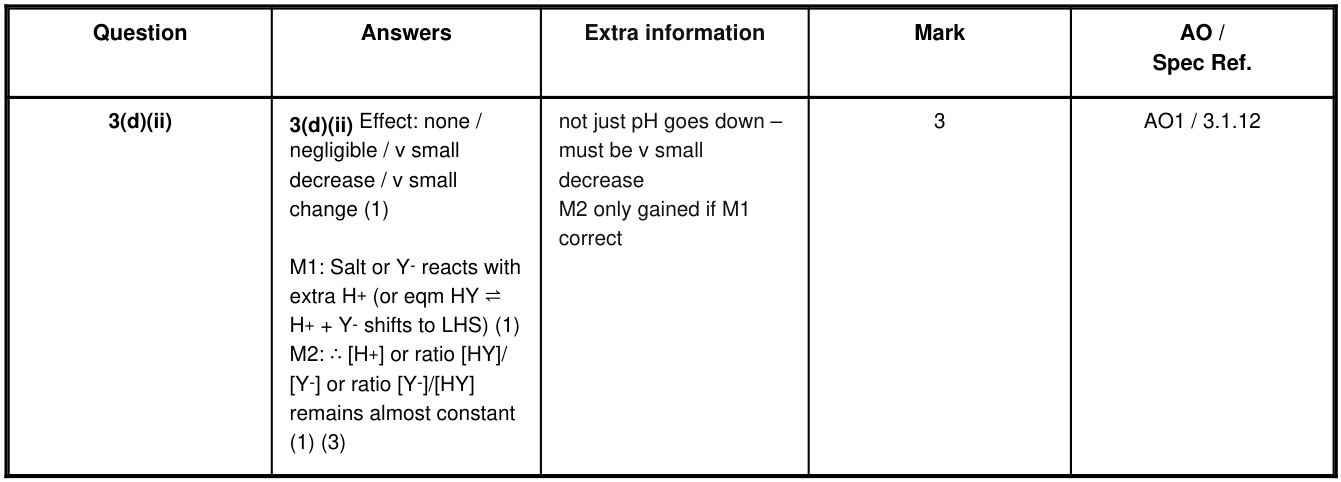 Question Answers Extra information Mark AO /
Spec Ref.
3(d)(ii)
3(d)(ii) Effect: none /
negligible / v small
decrease / v small
change (1)
M1: Salt or Y- reacts with
extra H+ (or eqm HY ⇌
H+ + Y- shifts to LHS) (1)
M2: ∴ [H+] or ratio [HY]/
[Y-] or ratio [Y-]/[HY]
remains almost constant
(1) (3)
not just pH goes down –
must be v small
decrease
M2 only gained if M1
correct
3
AO1 / 3.1.12